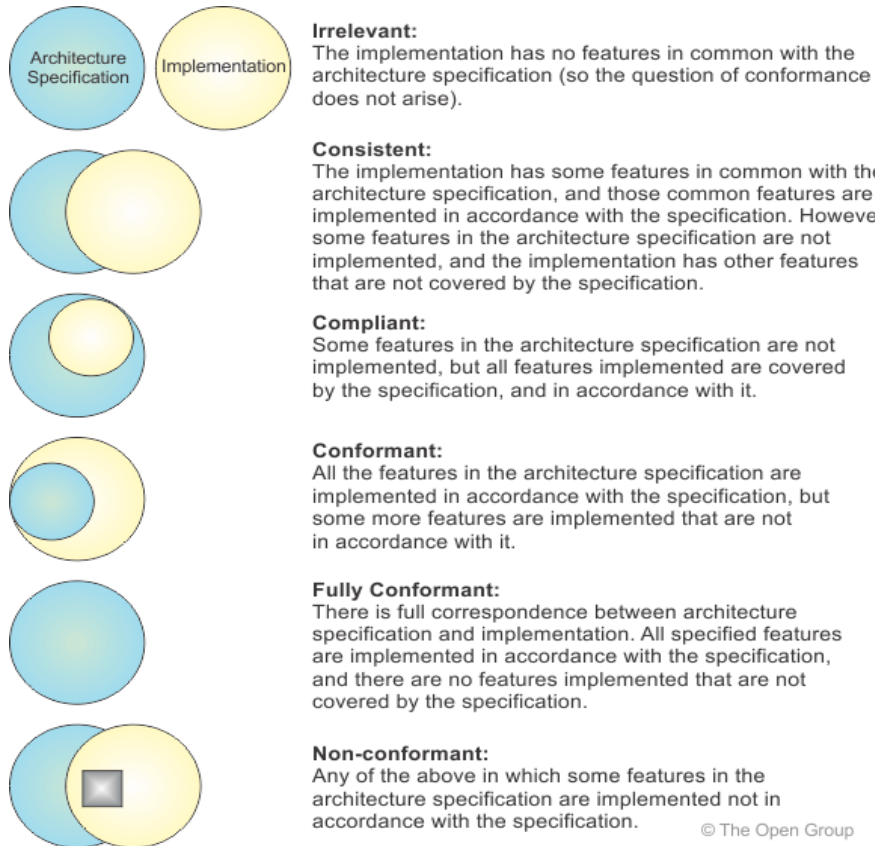 Architecture
Specification
Implementation
Irrelevant:
The implementation has no features in common with the
architecture specification (so the question of conformance
does not arise).
Consistent:
The implementation has some features in common with the
architecture specification, and those common features are
implemented in accordance with the specification. Howeve
some features in the architecture specification are not
implemented, and the implementation has other features
that are not covered by the specification.
Compliant:
Some features in the architecture specification are not
implemented, but all features implemented are covered
by the specification, and in accordance with it.
Conformant:
All the features in the architecture specification are
implemented in accordance with the specification, but
some more features are implemented that are not
in accordance with it.
Fully Conformant:
There is full correspondence between architecture
specification and implementation. All specified features
are implemented in accordance with the specification,
and there are no features implemented that are not
covered by the specification.
Non-conformant:
Any of the above in which some features in the
architecture specification are implemented not in
accordance with the specification.
© The Open Group